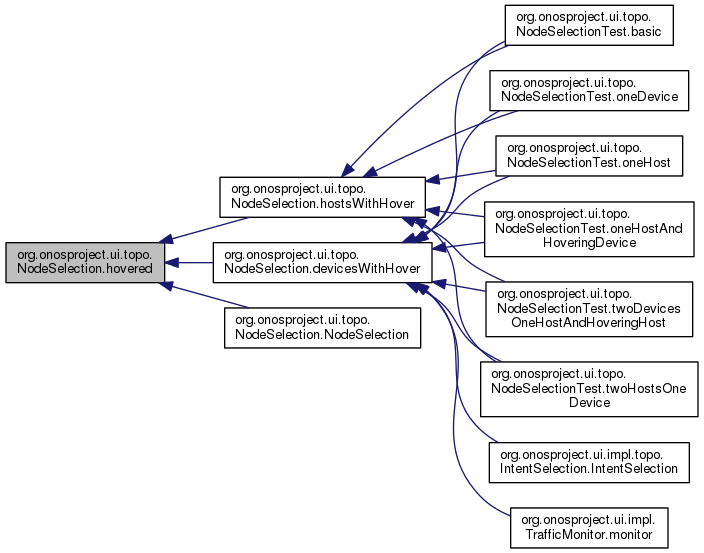 org.onosproject.ui.topo.
NodeSelection.hovered
org.onosproject.ui.topo.
NodeSelection.hostsWithHover
org.onosproject.ui.topo.
NodeSelection.devicesWithHover
org.onosproject.ui.topo.
NodeSelection.NodeSelection
org.onosproject.ui.topo.
NodeSelectionTest.basic
org.onosproject.ui.topo.
NodeSelectionTest.oneDevice
org.onosproject.ui.topo.
NodeSelectionTest.oneHost
org.onosproject.ui.topo.
NodeSelectionTest.oneHostAnd
HoveringDevice
org.onosproject.ui.topo.
NodeSelectionTest.twoDevices
OneHostAndHoveringHost
org.onosproject.ui.topo.
NodeSelectionTest.twoHostsOne
Device
org.onosproject.ui.impl.topo.
IntentSelection.IntentSelection
org.onosproject.ui.impl.
TrafficMonitor.monitor